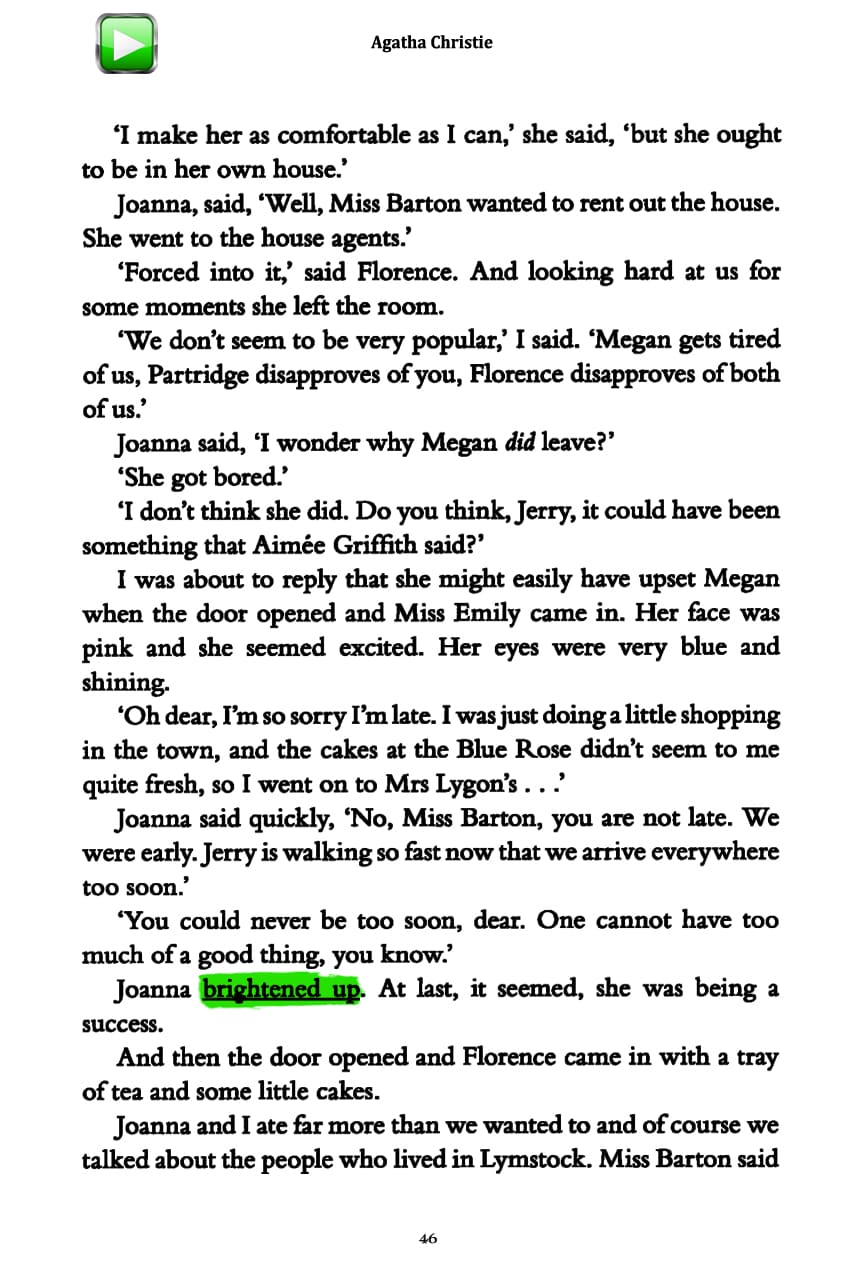 Agatha Christie
‘I make her as comfortable as I can,’ she said, ‘but she ought
to be in her own house.’
Joanna, said, ‘Well, Miss Barton wanted to rent out the house.
She went to the house agents.’
‘Forced into it,’ said Florence. And looking hard at us for
some moments she left the room.
‘We don’t seem to be very popular,’ I said. ‘Megan gets tired
of us, Partridge disapproves of you, Florence disapproves of both
of us.’
Joanna said, ‘I wonder why Megan did leave?’
‘She got bored.’
‘I don’t think she did. Do you think, Jerry, it could have been
something that Aimée Griffith said?’
I was about to reply that she might easily have upset Megan
when the door opened and Miss Emily came in. Her face was
pink and she seemed excited. Her eyes were very blue and
shining.
‘Oh dear, I’m so sorry I’m late. I was just doing a little shopping
in the town, and the cakes at the Blue Rose didn’t seem to me
quite fresh, so I went on to Mrs Lygon’s . . .’
Joanna said quickly, ‘No, Miss Barton, you are not late. We
were early. Jerry is walking so fast now that we arrive everywhere
too soon.’
‘You could never be too soon, dear. One cannot have too
much of a good thing, you know.’
Joanna brightened up. At last, it seemed, she was being a
success.
And then the door opened and Florence came in with a tray
of tea and some little cakes.
Joanna and I ate far more than we wanted to and of course we
talked about the people who lived in Lymstock. Miss Barton said
46